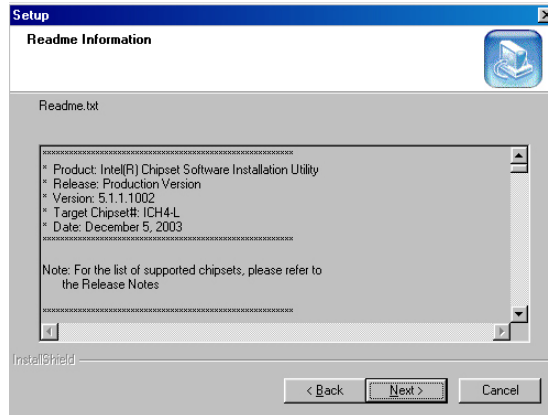 Setup
Readme Information
Readme.txt
××××××××××××××××××××××××××××××××××××××××××××××××××
* Product: Intel(R) Chipset Software Installation Utility
* Release: Production Version
* Version: 5.1.1.1002
* Target Chipset#: ICH4-L
* Date: December 5, 2003
××××××××××××××××××××××××××××××××××××××××××××××××××
Note: For the list of supported chipsets, please refer to
the Release Notes
××××××××××××××××××××××××××××××××××××××××××××××××××
InstallShield
< Back
Next >
Cancel